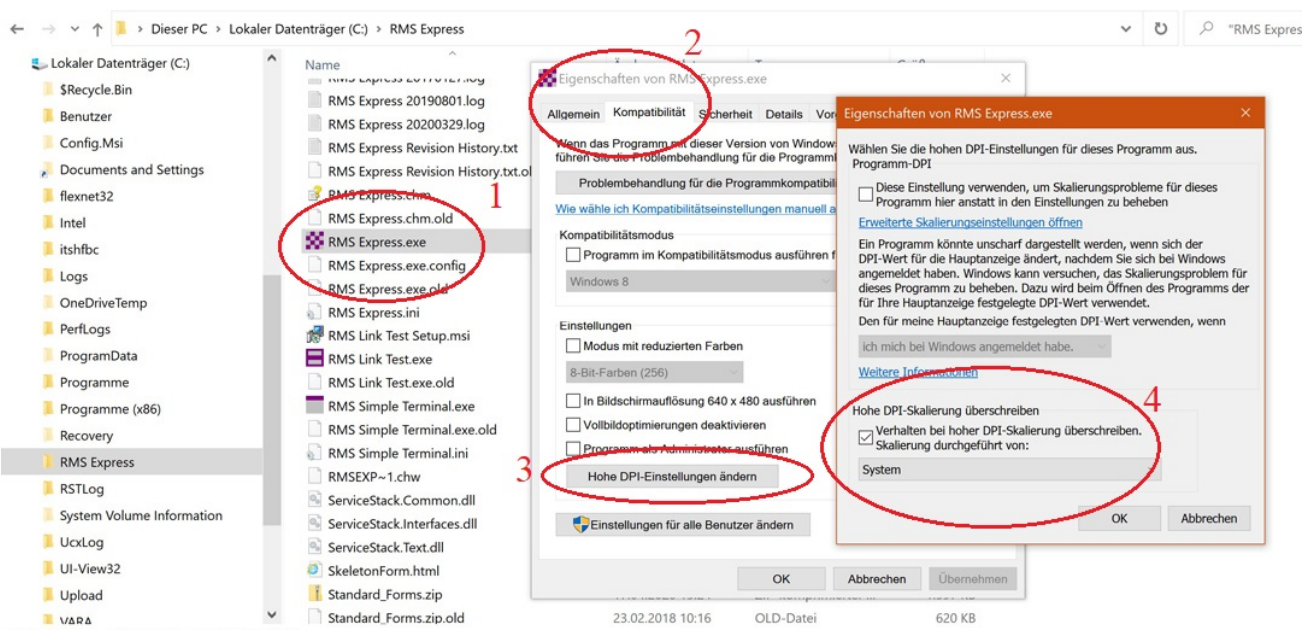 Dieser PC › Lokaler Datenträger (C:) › RMS Express
"RMS Expres
Lokaler Datenträger (C:)
$Recycle.Bin
Benutzer
Config.Msi
Documents and Settings
flexnet32
Intel
itshfbc
Logs
OneDriveTemp
PerfLogs
ProgramData
Programme
Programme (x86)
Recovery
RMS Express
RSTLog
System Volume Information
UcxLog
UI-View32
Upload
VARA
Name
RMS Express 20170127.log
RMS Express 20190801.log
RMS Express 20200329.log
RMS Express Revision History.txt
RMS Express Revision History.txt.ol
RMS Express.chm
RMS Express.chm.old
RMS Express.exe
RMS Express.exe.config
RMS Express.exe.old
RMS Express.ini
RMS Link Test Setup.msi
RMS Link Test.exe
RMS Link Test.exe.old
RMS Simple Terminal.exe
RMS Simple Terminal.exe.old
RMS Simple Terminal.ini
RMSEXP~1.chw
ServiceStack.Common.dll
ServiceStack.Interfaces.dll
ServiceStack.Text.dll
SkeletonForm.html
Standard_Forms.zip
Standard_Forms.zip.old
23.02.2018 10:16 OLD-Datei 620 KB
1
2
Eigenschaften von RMS Express.exe
Allgemein Kompatibilität Sicherheit Details Vor
Wenn das Programm mit dieser Version von Window
führen Sie die Problembehandlung für die Programm
Problembehandlung für die Programmkompatibili
Wie wähle ich Kompatibilitätseinstellungen manuell a
Kompatibilitätsmodus
Programm im Kompatibilitätsmodus ausführen f
Windows 8
Einstellungen
Modus mit reduzierten Farben
8-Bit-Farben (256)
In Bildschirmauflösung 640 x 480 ausführen
Vollbildoptimierungen deaktivieren
Programm als Administrator ausführen
3
Hohe DPI-Einstellungen ändern
Einstellungen für alle Benutzer ändern
OK Abbrechen Übernehmen
Eigenschaften von RMS Express.exe
Wählen Sie die hohen DPI-Einstellungen für dieses Programm aus.
Programm-DPI
Diese Einstellung verwenden, um Skalierungsprobleme für dieses
Programm hier anstatt in den Einstellungen zu beheben
Erweiterte Skalierungseinstellungen öffnen
Ein Programm könnte unscharf dargestellt werden, wenn sich der
DPI-Wert für die Hauptanzeige ändert, nachdem Sie sich bei Windows
angemeldet haben. Windows kann versuchen, das Skalierungsproblem für
dieses Programm zu beheben. Dazu wird beim Öffnen des Programms der
für Ihre Hauptanzeige festgelegte DPI-Wert verwendet.
Den für meine Hauptanzeige festgelegten DPI-Wert verwenden, wenn
ich mich bei Windows angemeldet habe.
Weitere Informationen
4
Hohe DPI-Skalierung überschreiben
Verhalten bei hoher DPI-Skalierung überschreiben.
Skalierung durchgeführt von:
System
OK Abbrechen